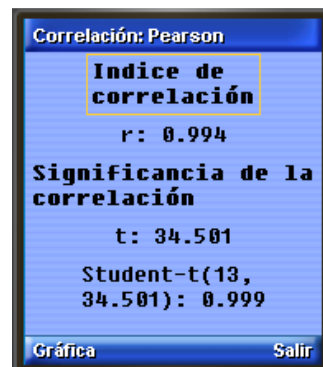 Correlación: Pearson
Indice de
correlación
r: 0.994
Significancia de la
correlación
t: 34.501
Student-t(13,
34.501): 0.999
Gráfica Salir